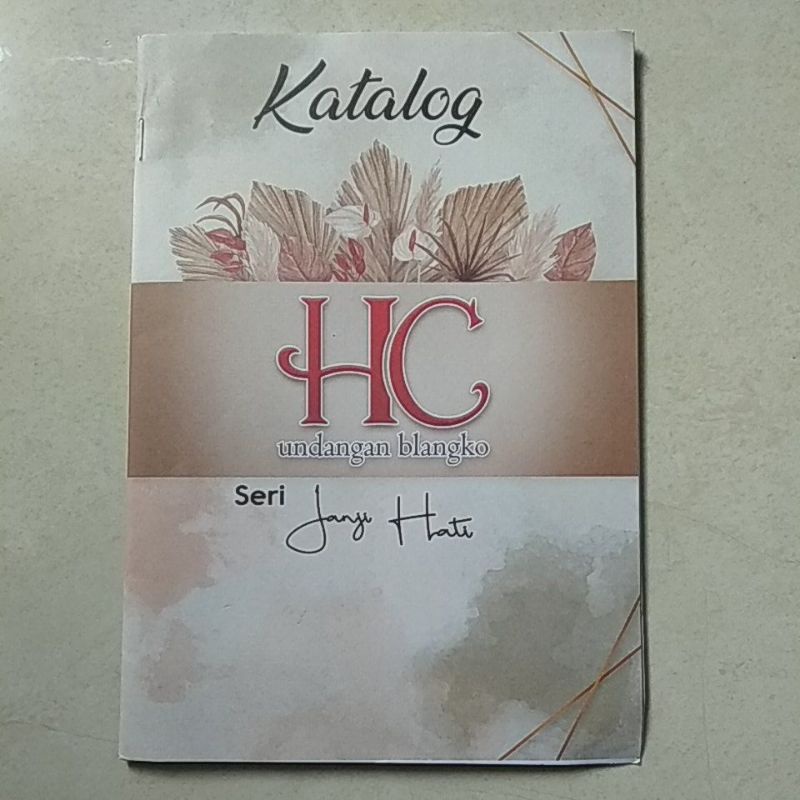 Katalog
HC
undangan blangko
Seri Janji Hati